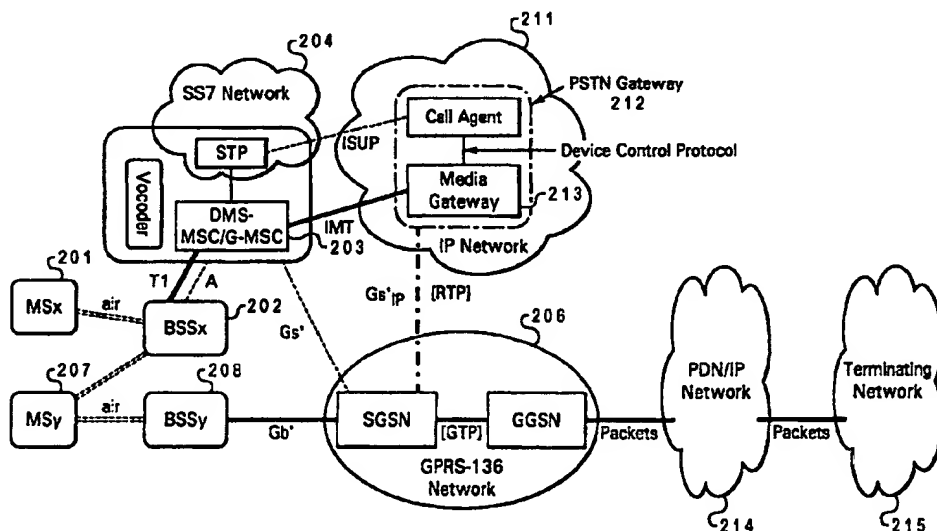 204
211
SS7 Network
PSTN Gateway
212
Call Agent
STP
ISUP
Device Control Protocol
Vocoder
Media
Gateway
213
DMS-
MSC/G-MSC
IMT
203
IP Network
201
T1
A
MSx
air
202
BSSx
Gs'
Gs'IP
[RTP]
206
207
208
PDN/IP
Network
Terminating
Network
MSy
air
BSSy
Gb'
SGSN
[GTP]
GGSN
Packets
Packets
GPRS-136
Network
214
215